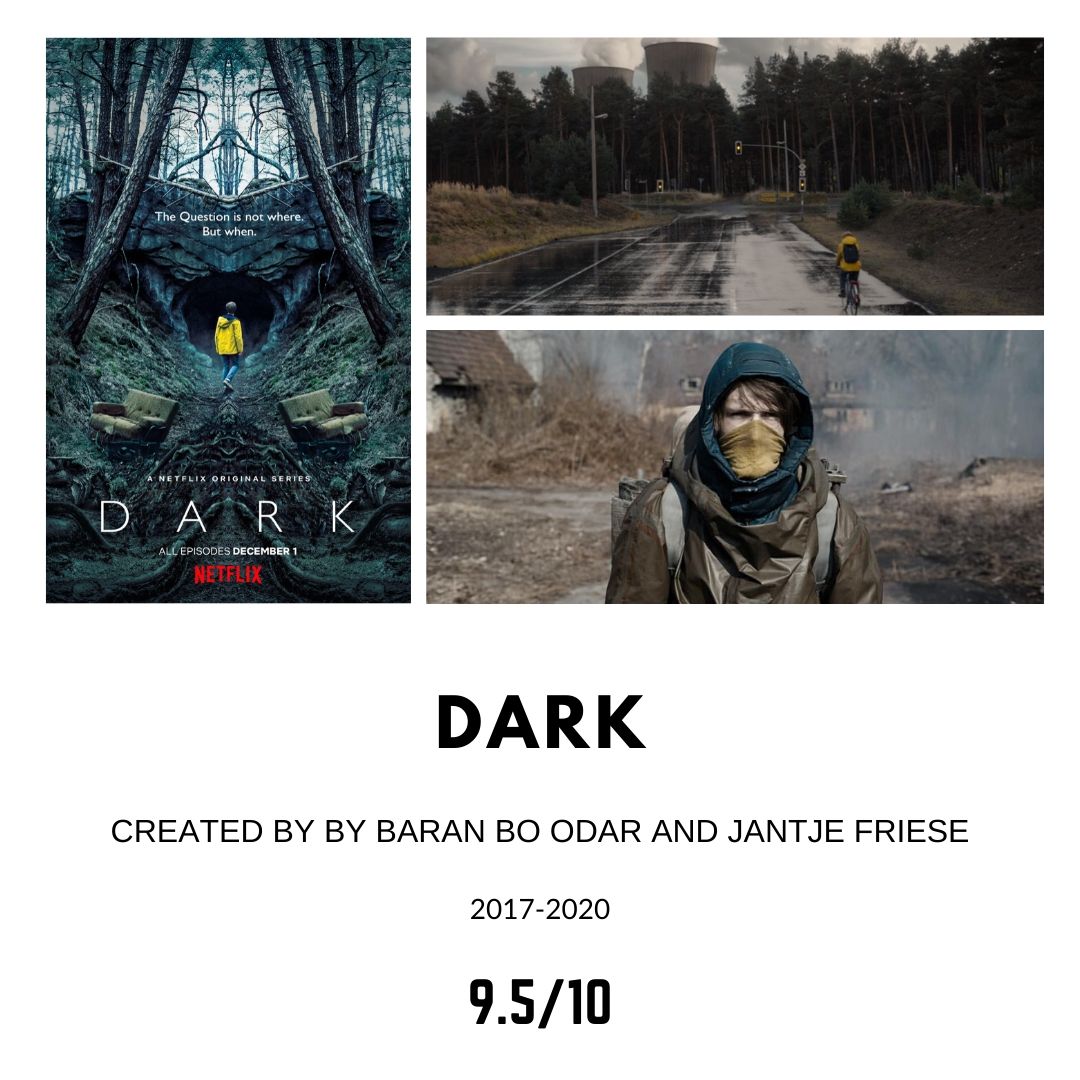 The Question is not where.
But when.
A NETFLIX ORIGINAL SERIES
DARK
ALL EPISODES DECEMBER 1
NETFLIX
DARK
CREATED BY BY BARAN BO ODAR AND JANTJE FRIESE
2017-2020
9.5/10